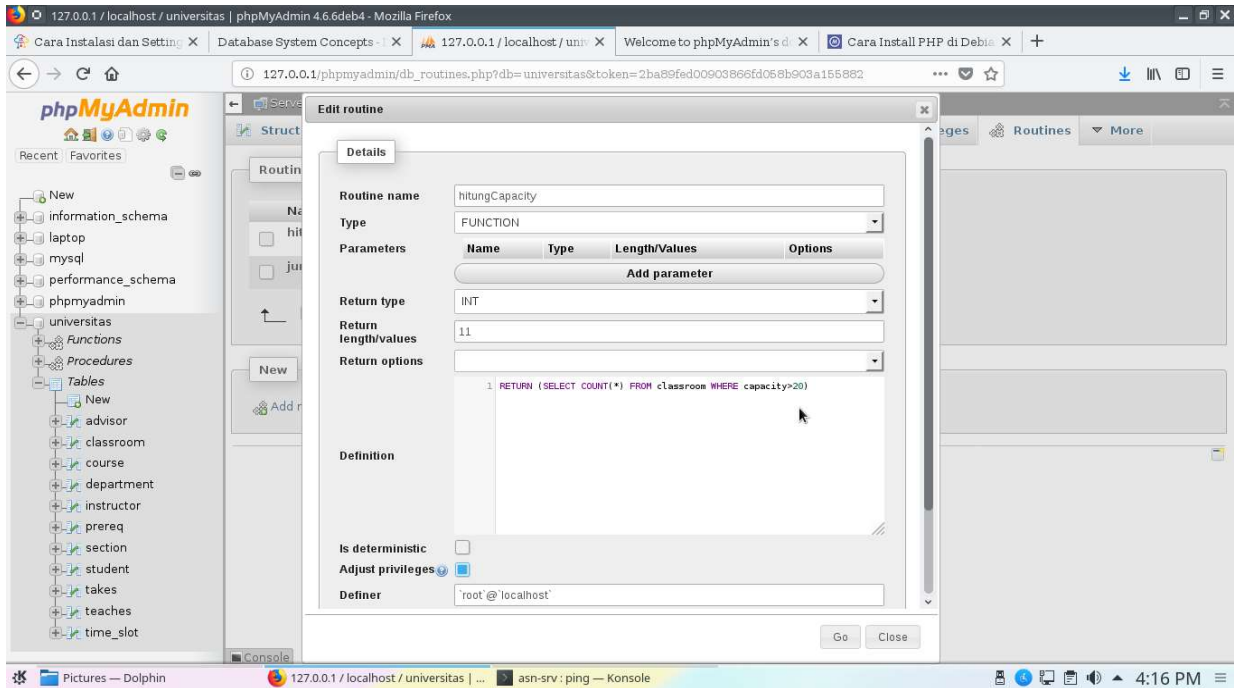 127.0.0.1 / localhost / universitas | phpMyAdmin 4.6.6deb4 - Mozilla Firefox
Cara Instalasi dan Setting
Database System Concepts -
127.0.0.1 / localhost / univ
Welcome to phpMyAdmin's d
Cara Install PHP di Debia
127.0.0.1/phpmyadmin/db_routines.php?db=universitas&token=2ba89fed00903866fd058b903a155882
phpMyAdmin
Recent Favorites
New
information_schema
laptop
mysql
performance_schema
phpmyadmin
universitas
Functions
Procedures
Tables
New
advisor
classroom
course
department
instructor
prereq
section
student
takes
teaches
time_slot
Serve
Struct
eges
Routines
More
Routin
Na
hit
jun
New
Add r
Console
Edit routine
Details
Routine name hitungCapacity
Type FUNCTION
Parameters Name Type Length/Values Options
Add parameter
Return type INT
Return length/values 11
Return options
Definition
1 RETURN (SELECT COUNT(*) FROM classroom WHERE capacity>20)
Is deterministic
Adjust privileges
Definer `root`@`localhost`
Go Close
Pictures — Dolphin
127.0.0.1 / localhost / universitas | ...
asn-srv : ping — Konsole
4:16 PM